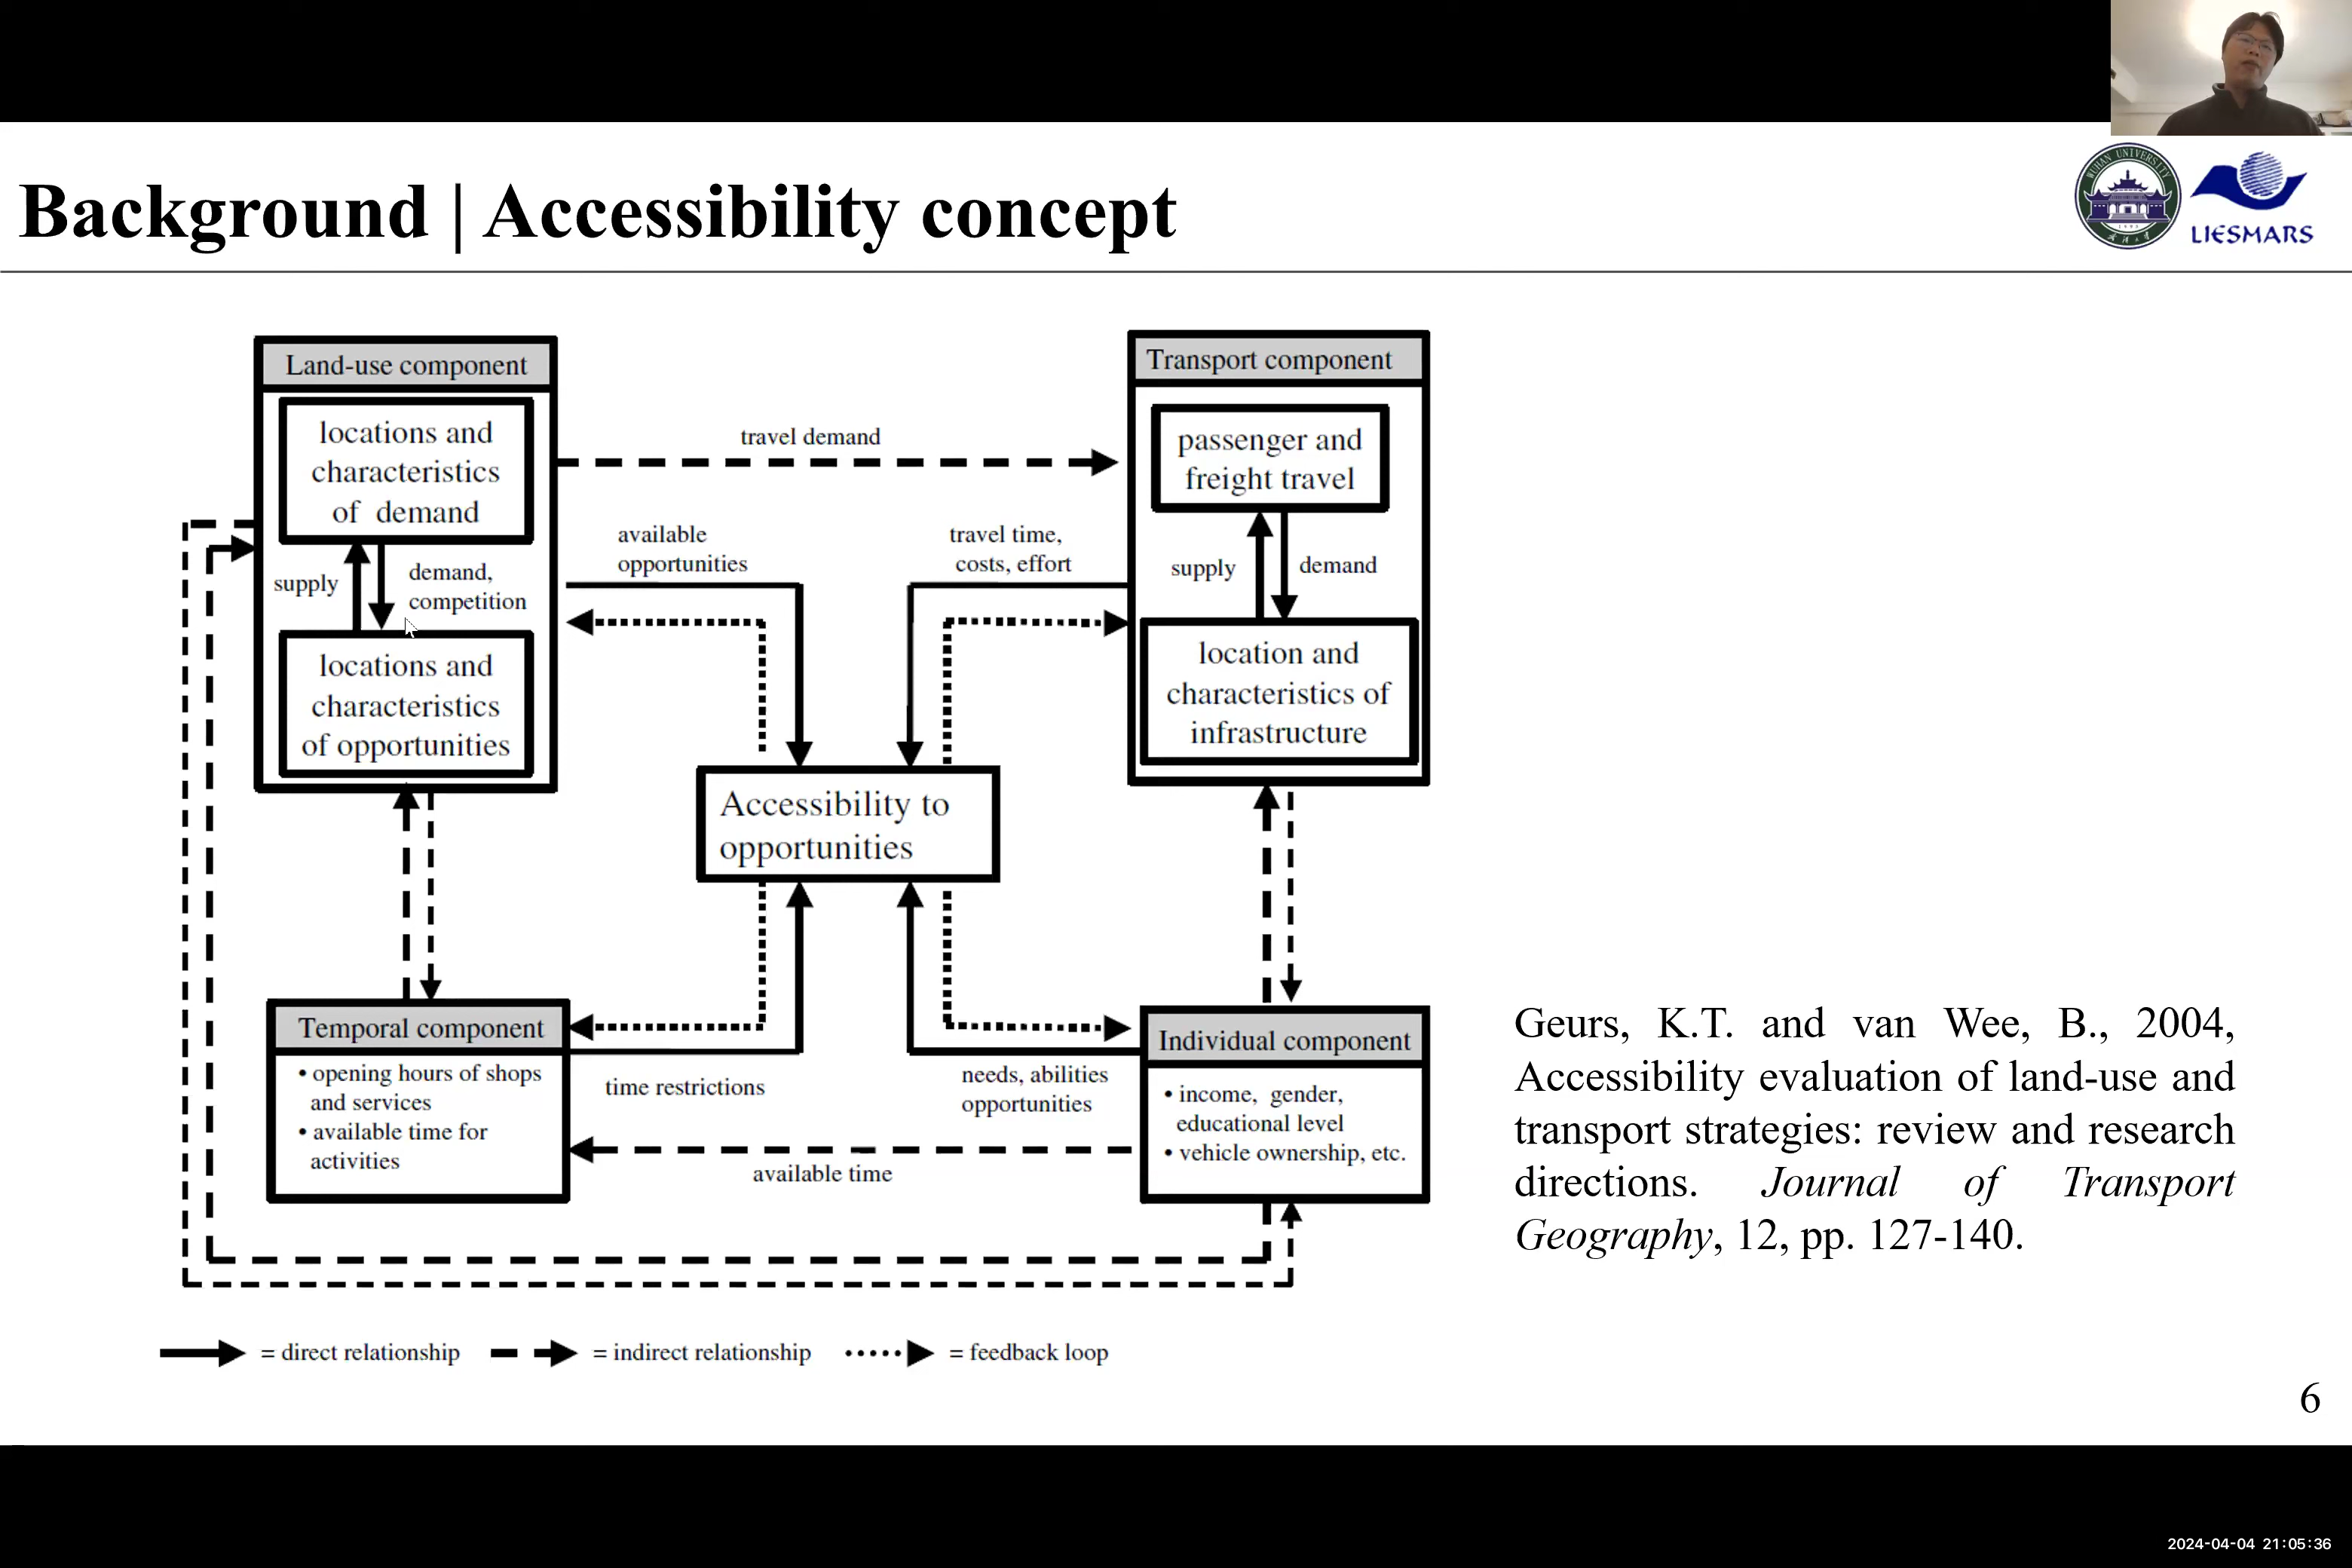 Background | Accessibility concept
WUHAN UNIVERSITY
LIESMARS
Land-use component
locations and
characteristics
of demand
supply
demand,
competition
locations and
characteristics
of opportunities
travel demand
available
opportunities
travel time,
costs, effort
Transport component
passenger and
freight travel
supply
demand
location and
characteristics of
infrastructure
Accessibility to
opportunities
Temporal component
• opening hours of shops
and services
• available time for
activities
time restrictions
needs, abilities
opportunities
available time
Individual component
• income, gender,
educational level
• vehicle ownership, etc.
Geurs, K.T. and van Wee, B., 2004,
Accessibility evaluation of land-use and
transport strategies: review and research
directions. Journal of Transport
Geography, 12, pp. 127-140.
= direct relationship
= indirect relationship
= feedback loop
6
2024-04-04 21:05:36